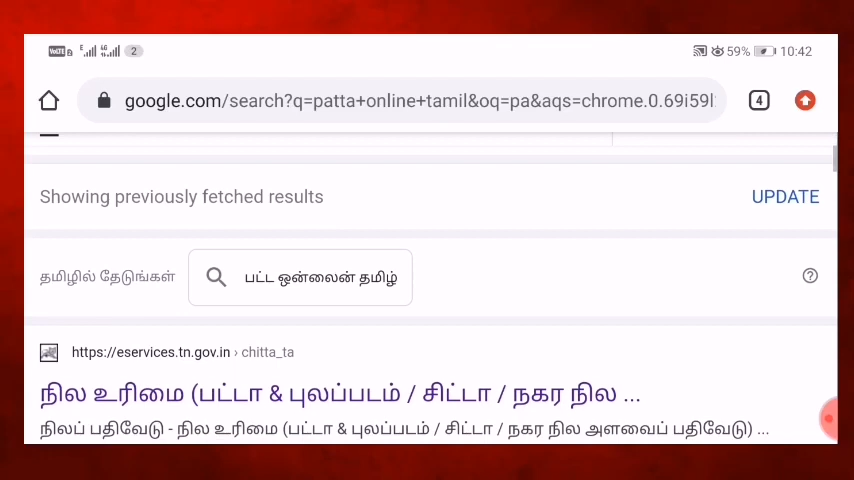 2 59% 10:42
google.com/search?q=patta+online+tamil&oq=pa&aqs=chrome.0.69i59l 4
Showing previously fetched results UPDATE
தமிழில் தேடுங்கள் பட்ட ஒன்லைன் தமிழ்
https://eservices.tn.gov.in › chitta_ta
நில உரிமை (பட்டா & புலப்படம் / சிட்டா / நகர நில ...
நிலப் பதிவேடு - நில உரிமை (பட்டா & புலப்படம் / சிட்டா / நகர நில அளவைப் பதிவேடு) ...